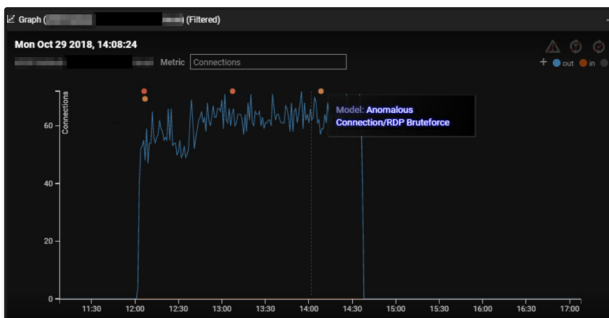 Graph (
(Filtered)
Mon Oct 29 2018, 14:08:24
Metric Connections
+ out in
Connections
Model: Anomalous
Connection/RDP Bruteforce
60
40
20
0
11:30 12:00 12:30 13:00 13:30 14:00 14:30 15:00 15:30 16:00 16:30 17:00